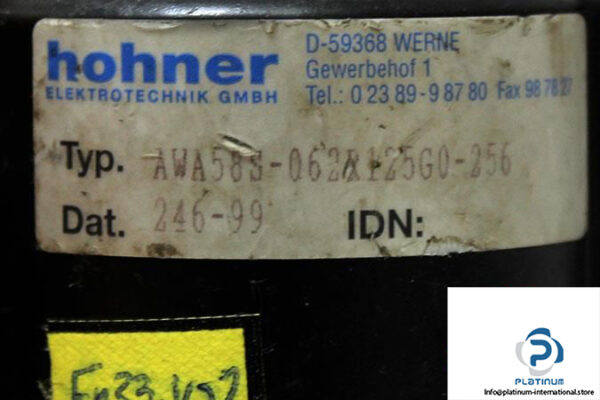 hohner
ELEKTROTECHNIK GMBH
D-59368 WERNE
Gewerbehof 1
Tel.: 0 23 89-9 87 80 Fax 98 78 27
Typ. AWA58S-062R125G0-256
Dat. 246-99 IDN:
PLATINUM
Info@platinum-international.store